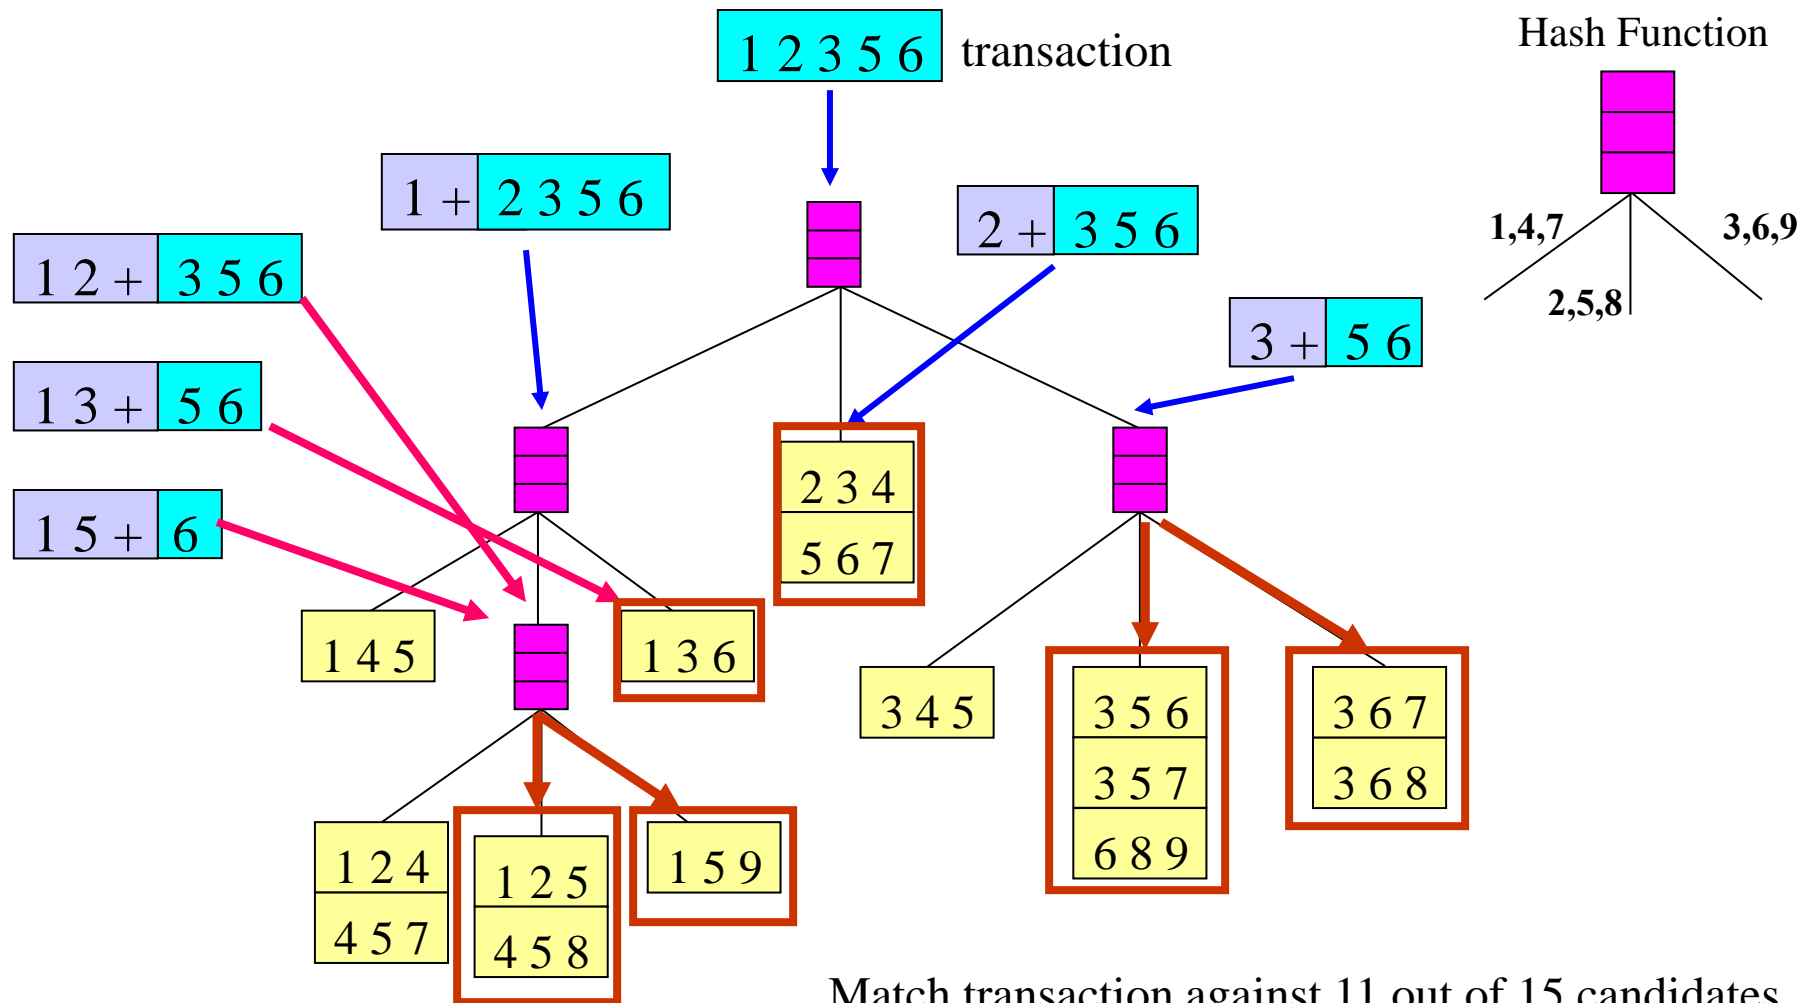 1 2 3 5 6 transaction
Hash Function
1,4,7
3,6,9
2,5,8
1 + 2 3 5 6
2 + 3 5 6
1 2 + 3 5 6
3 + 5 6
1 3 + 5 6
1 5 + 6
2 3 4
5 6 7
1 4 5
1 3 6
3 4 5
3 5 6
3 5 7
6 8 9
3 6 7
3 6 8
1 2 4
4 5 7
1 2 5
4 5 8
1 5 9
Match transaction against 11 out of 15 candidates